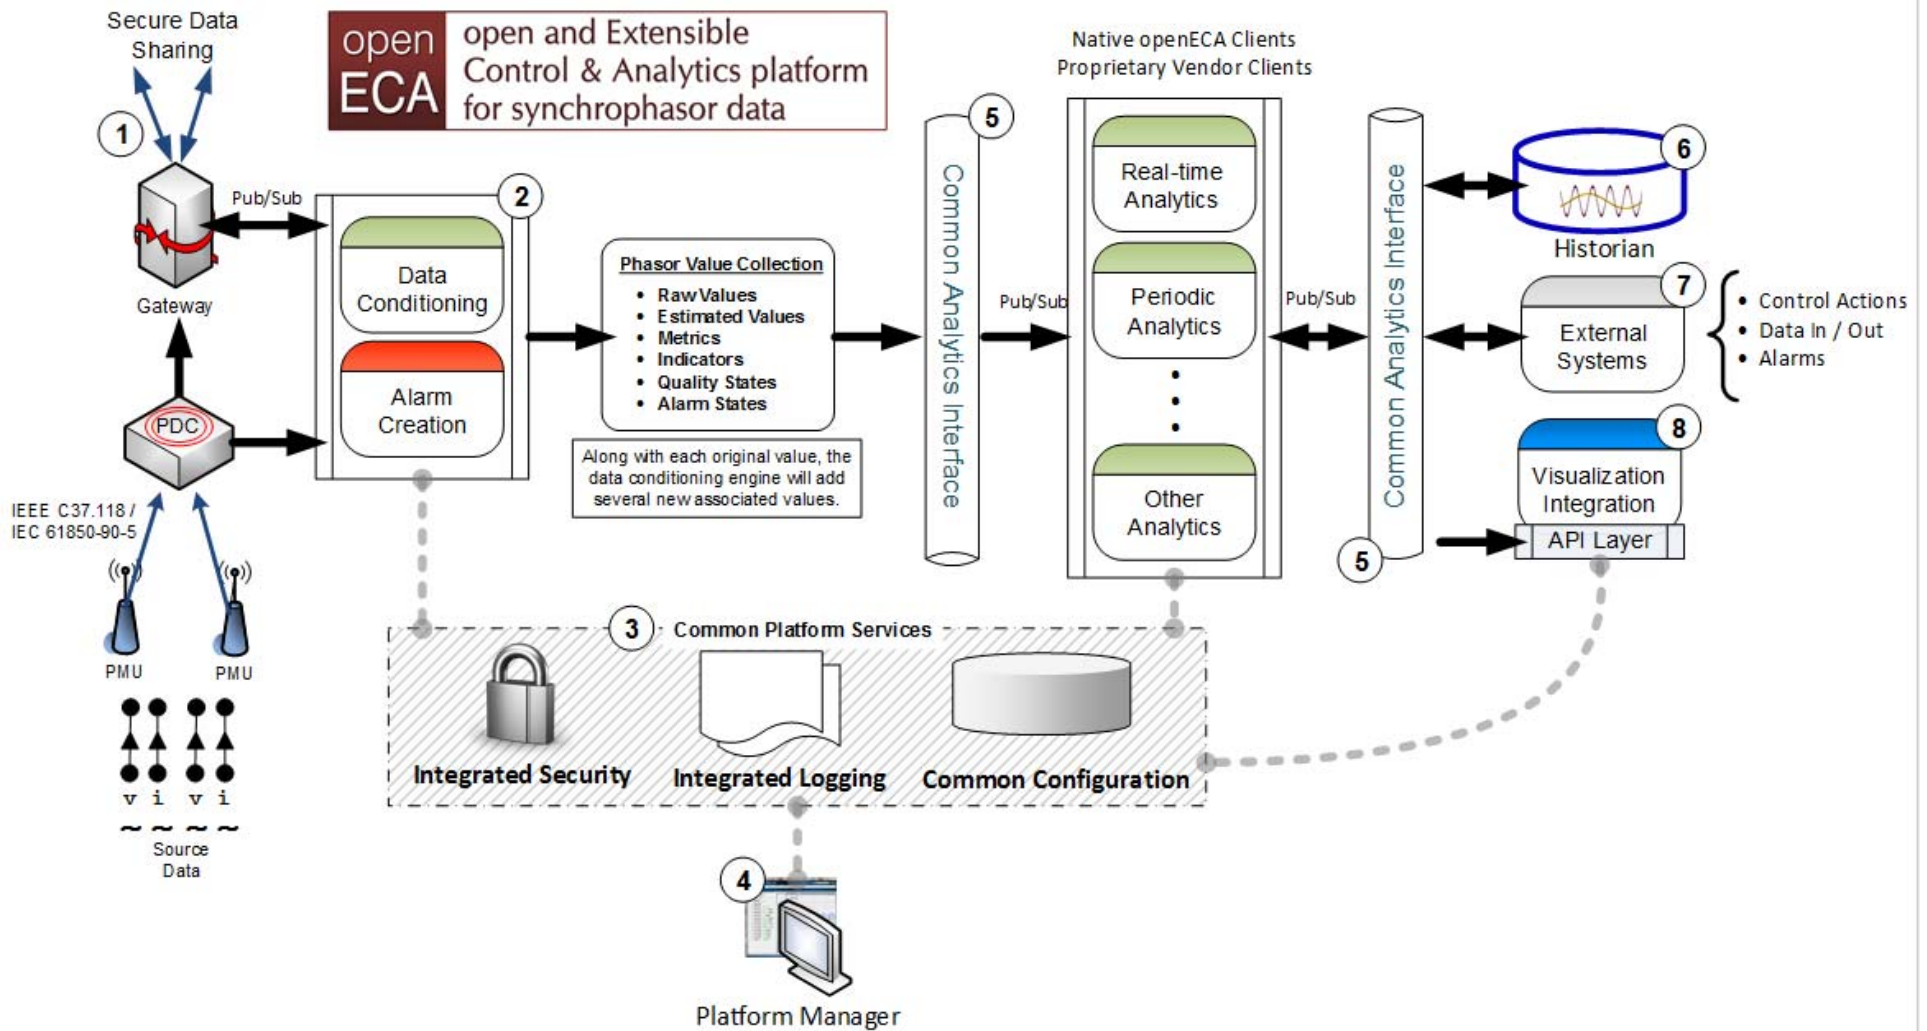 Secure Data
Sharing
1
open
ECA
open and Extensible
Control & Analytics platform
for synchrophasor data
Gateway
Pub/Sub
2
Data
Conditioning
Alarm
Creation
PDC
IEEE C37.118 /
IEC 61850-90-5
PMU
PMU
v i v i
~ ~ ~ ~
Source
Data
Phasor Value Collection
• Raw Values
• Estimated Values
• Metrics
• Indicators
• Quality States
• Alarm States
Along with each original value, the
data conditioning engine will add
several new associated values.
5
Common Analytics Interface
Pub/Sub
Native openECA Clients
Proprietary Vendor Clients
Real-time
Analytics
Periodic
Analytics
Other
Analytics
Pub/Sub
Common Analytics Interface
5
6
Historian
7
External
Systems
• Control Actions
• Data In / Out
• Alarms
8
Visualization
Integration
API Layer
3
Common Platform Services
Integrated Security
Integrated Logging
Common Configuration
4
Platform Manager